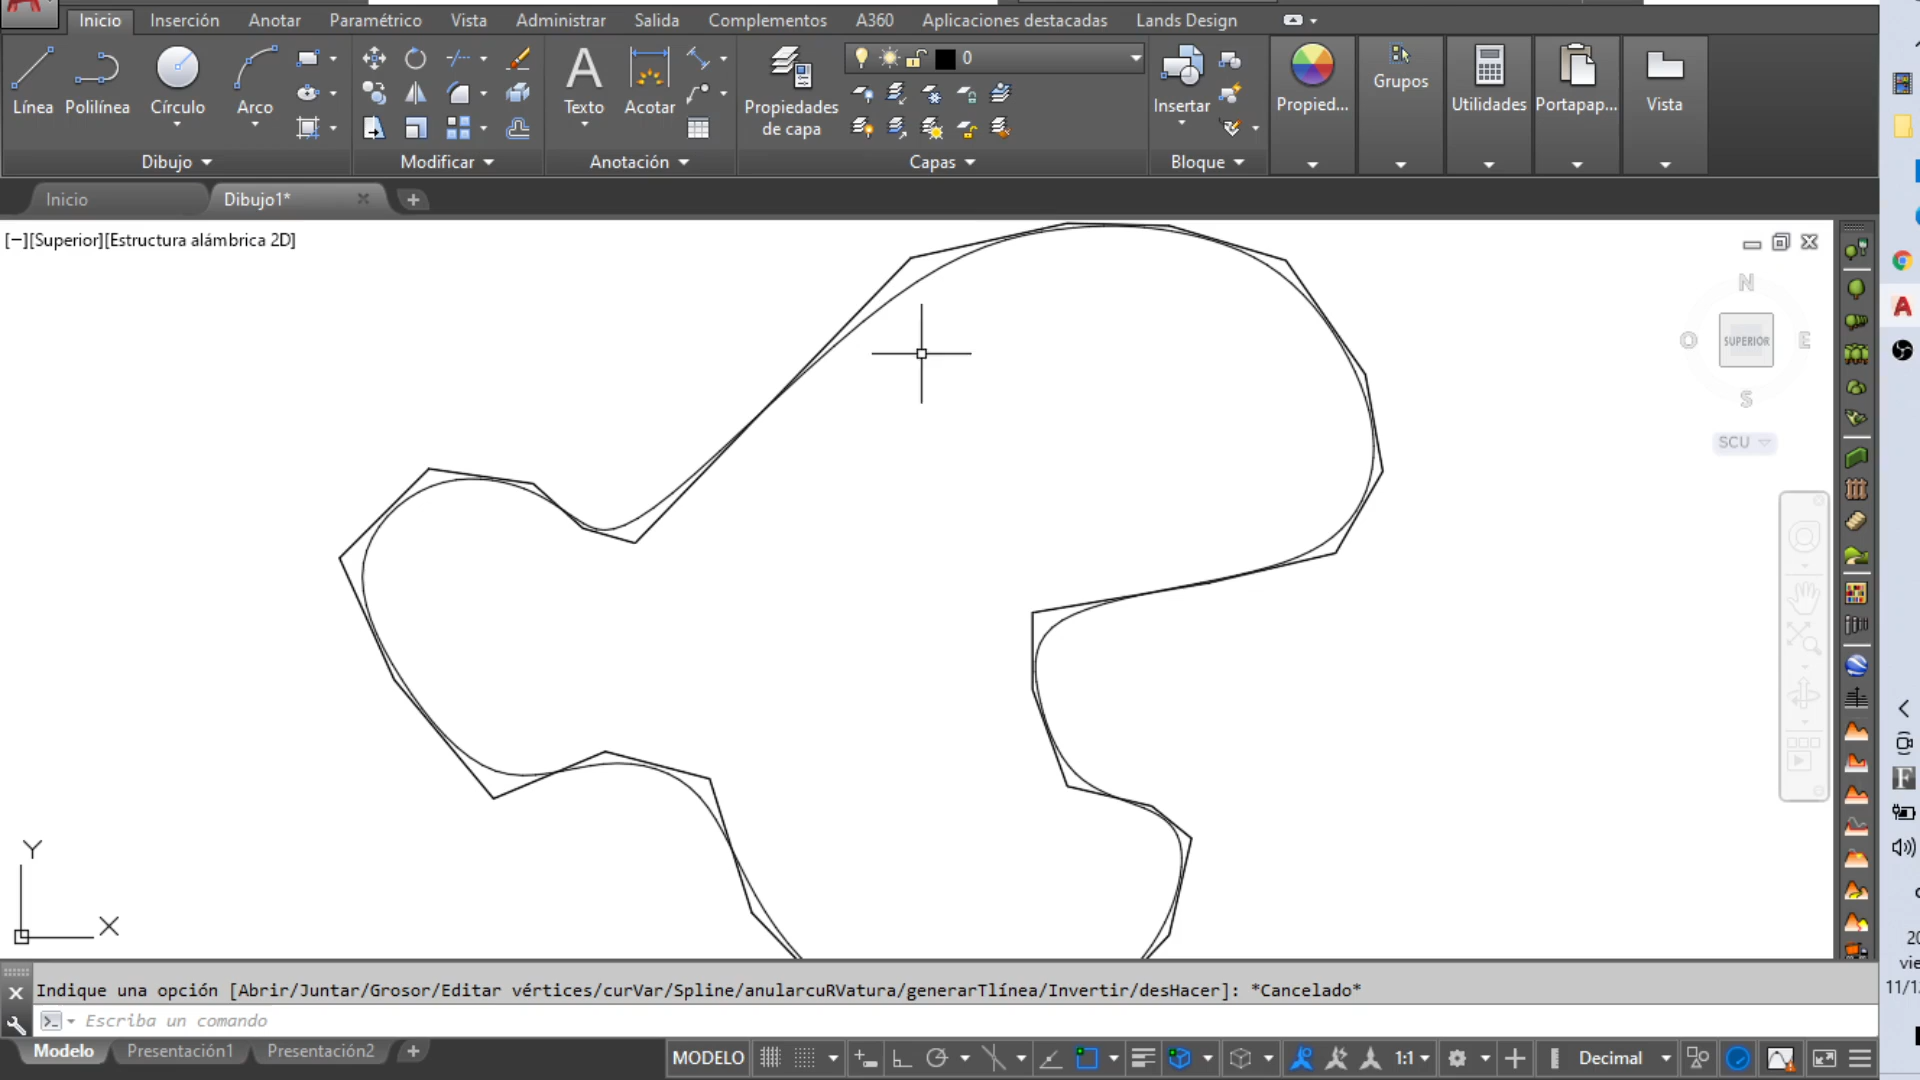 Inicio Inserción Anotar Paramétrico Vista Administrar Salida Complementos A360 Aplicaciones destacadas Lands Design
Línea Polilínea Círculo Arco
Texto Acotar
Propiedades de capa
0
Insertar
Propied...
Grupos
Utilidades
Portapap...
Vista
Dibujo Modificar Anotación Capas Bloque
Inicio Dibujo1*
[−][Superior][Estructura alámbrica 2D]
N
O SUPERIOR E
S
SCU
Y
X
Indique una opción [Abrir/Juntar/Grosor/Editar vértices/curVar/Spline/anularcuRVatura/generarTlínea/Invertir/desHacer]: *Cancelado*
Escriba un comando
Modelo Presentación1 Presentación2
MODELO 1:1 Decimal
20
vie